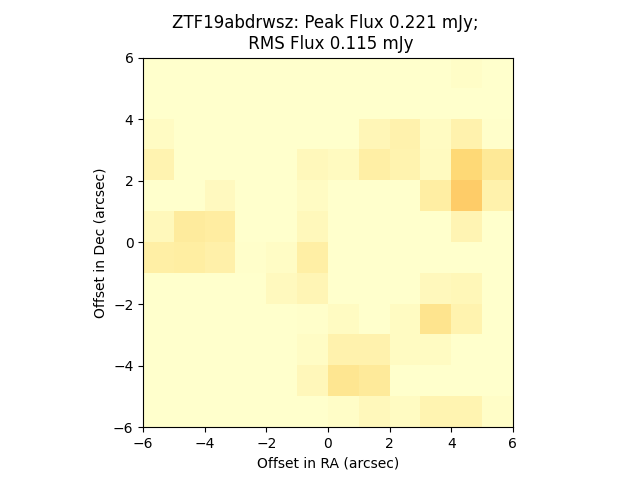 ZTF19abdrwsz: Peak Flux 0.221 mJy;
RMS Flux 0.115 mJy
6
4
2
0
−2
−4
−6
Offset in Dec (arcsec)
−6 −4 −2 0 2 4 6
Offset in RA (arcsec)